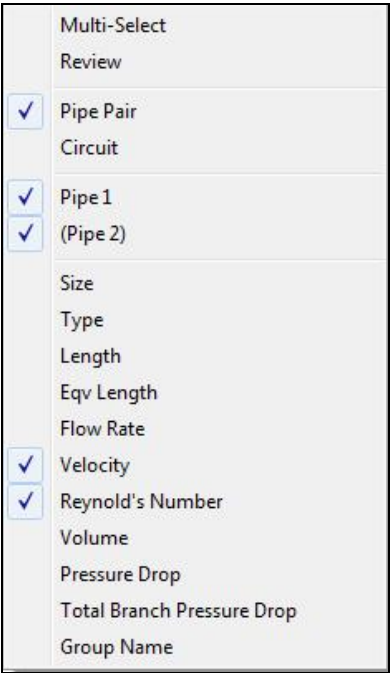 Multi-Select
Review
Pipe Pair
Circuit
Pipe 1
(Pipe 2)
Size
Type
Length
Eqv Length
Flow Rate
Velocity
Reynold's Number
Volume
Pressure Drop
Total Branch Pressure Drop
Group Name